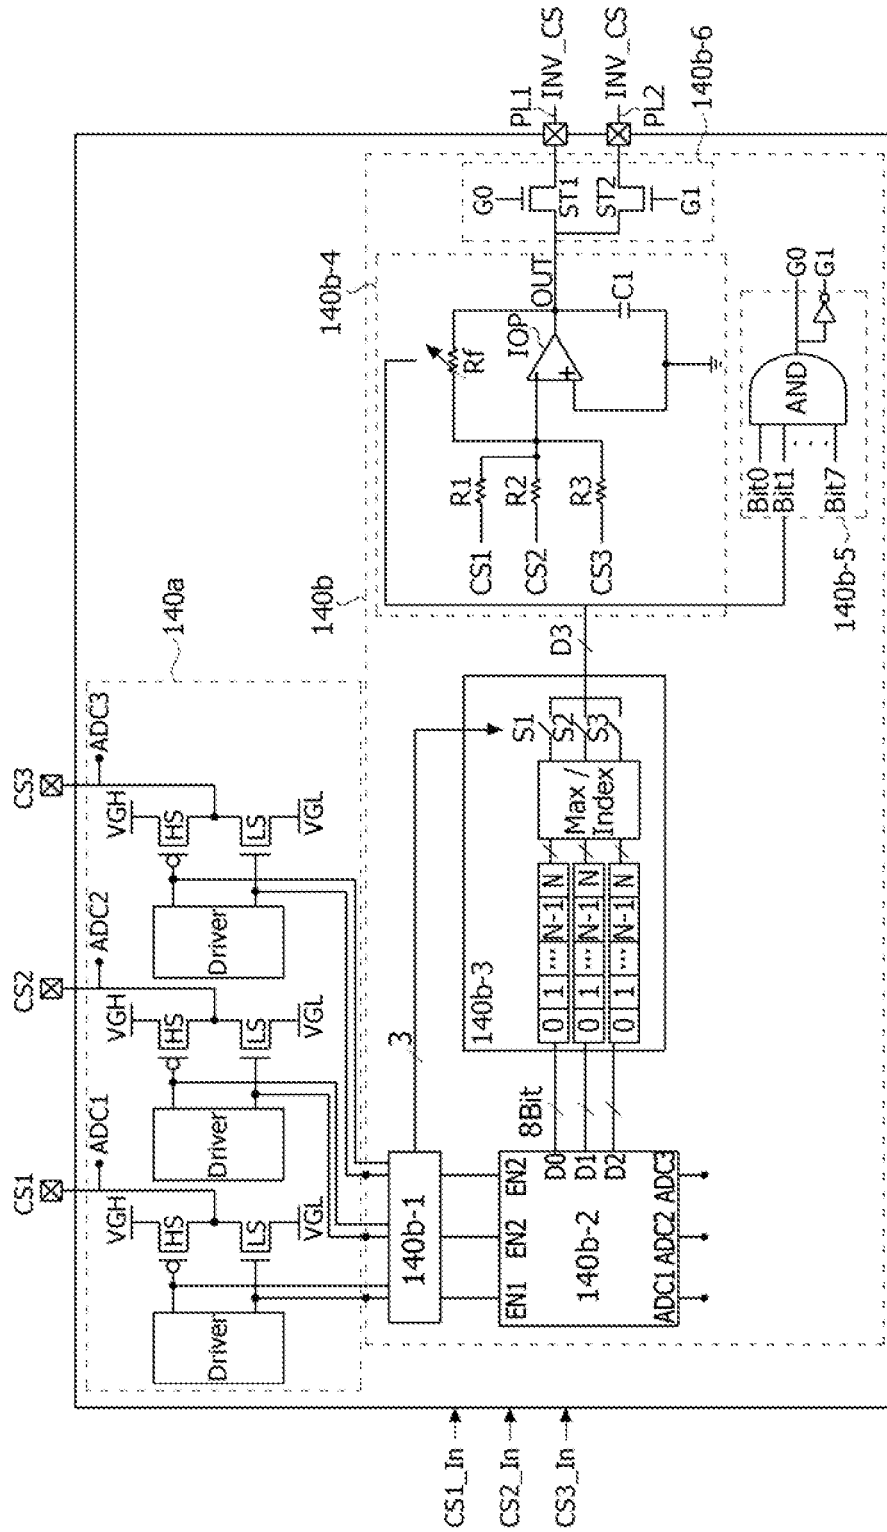 CS1_In
CS2_In
CS3_In
CS1
CS2
CS3
ADC1
ADC2
ADC3
140a
Driver
VGH
HS
LS
VGL
Driver
VGH
HS
LS
VGL
Driver
VGH
HS
LS
VGL
140b
140b-1
3
EN1
EN2
EN2
140b-2
D0
D1
D2
ADC1
ADC2
ADC3
8Bit
140b-3
0 1 ··· N-1 N
0 1 ··· N-1 N
0 1 ··· N-1 N
Max /
Index
S1
S2
S3
D3
140b-4
CS1
CS2
CS3
R1
R2
R3
Rf
IOP
-
+
OUT
C1
140b-5
Bit0
Bit1
Bit7
AND
G0
G1
140b-6
G0
ST1
ST2
G1
PL1
INV_CS
PL2
INV_CS